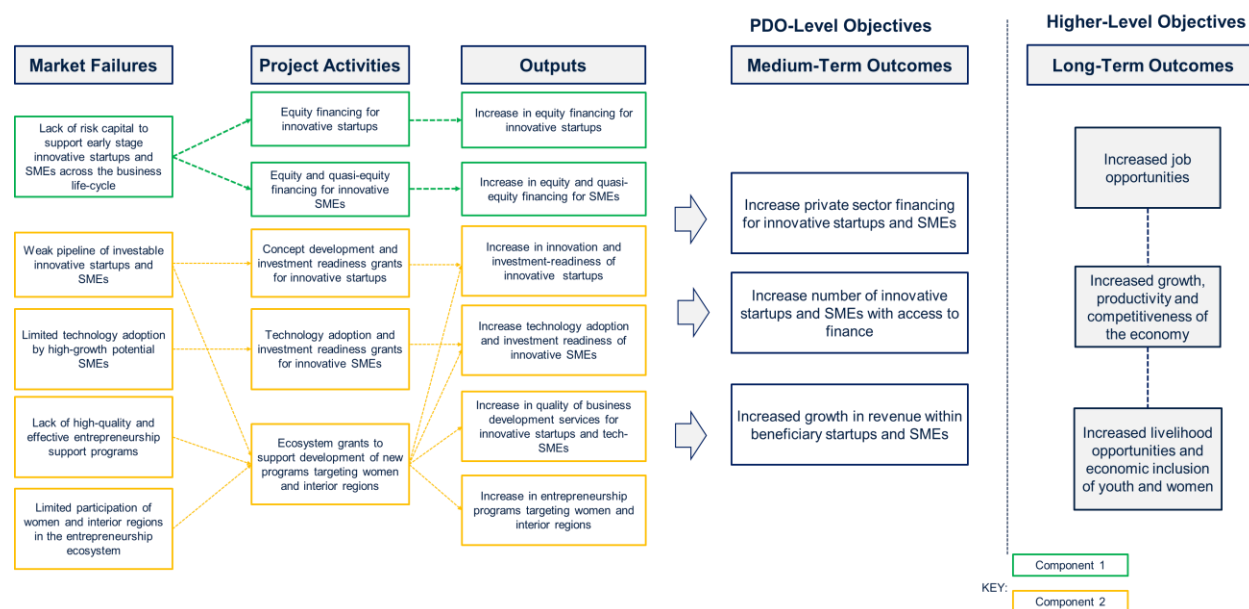 PDO-Level Objectives
Higher-Level Objectives
Market Failures
Project Activities
Outputs
Medium-Term Outcomes
Long-Term Outcomes
Lack of risk capital to
support early stage
innovative startups and
SMEs across the business
life-cycle
Weak pipeline of investable
innovative startups and
SMEs
Limited technology adoption
by high-growth potential
SMEs
Lack of high-quality and
effective entrepreneurship
support programs
Limited participation of
women and interior regions
in the entrepreneurship
ecosystem
Equity financing for
innovative startups
Equity and quasi-equity
financing for innovative
SMEs
Concept development and
investment readiness grants
for innovative startups
Technology adoption and
investment readiness grants
for innovative SMEs
Ecosystem grants to
support development of new
programs targeting women
and interior regions
Increase in equity financing for
innovative startups
Increase in equity and quasi-
equity financing for SMEs
Increase in innovation and
investment-readiness of
innovative startups
Increase technology adoption
and investment readiness of
innovative SMEs
Increase in quality of business
development services for
innovative startups and tech-
SMEs
Increase in entrepreneurship
programs targeting women and
interior regions
Increase private sector financing
for innovative startups and SMEs
Increase number of innovative
startups and SMEs with access to
finance
Increased growth in revenue within
beneficiary startups and SMEs
Increased job
opportunities
Increased growth,
productivity and
competitiveness of
the economy
Increased livelihood
opportunities and
economic inclusion
of youth and women
KEY:
Component 1
Component 2